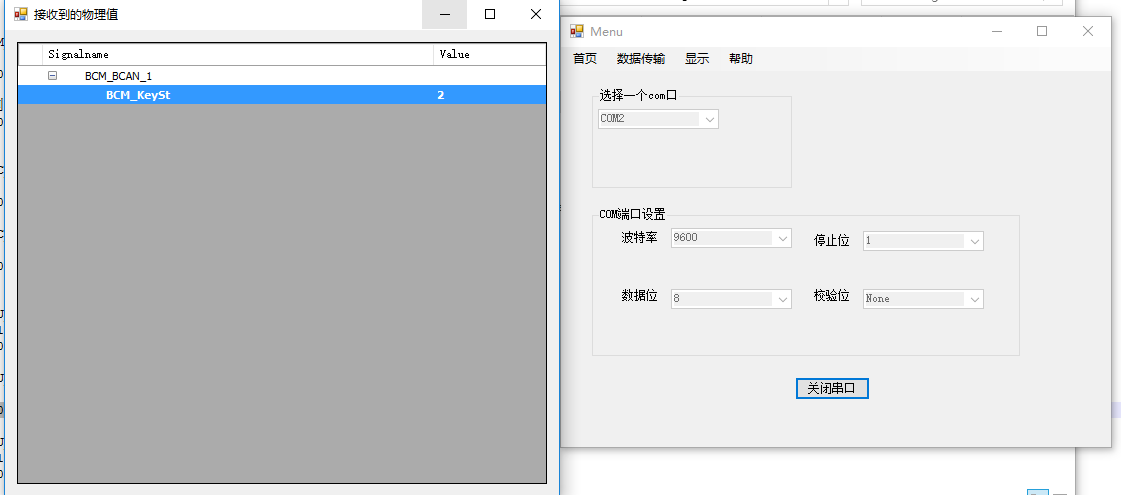 接收到的物理值
Signalname Value
BCM_BCAN_1
BCM_KeySt 2
Menu
首页 数据传输 显示 帮助
选择一个com口
COM2
COM端口设置
波特率 9600 停止位 1
数据位 8 校验位 None
关闭串口